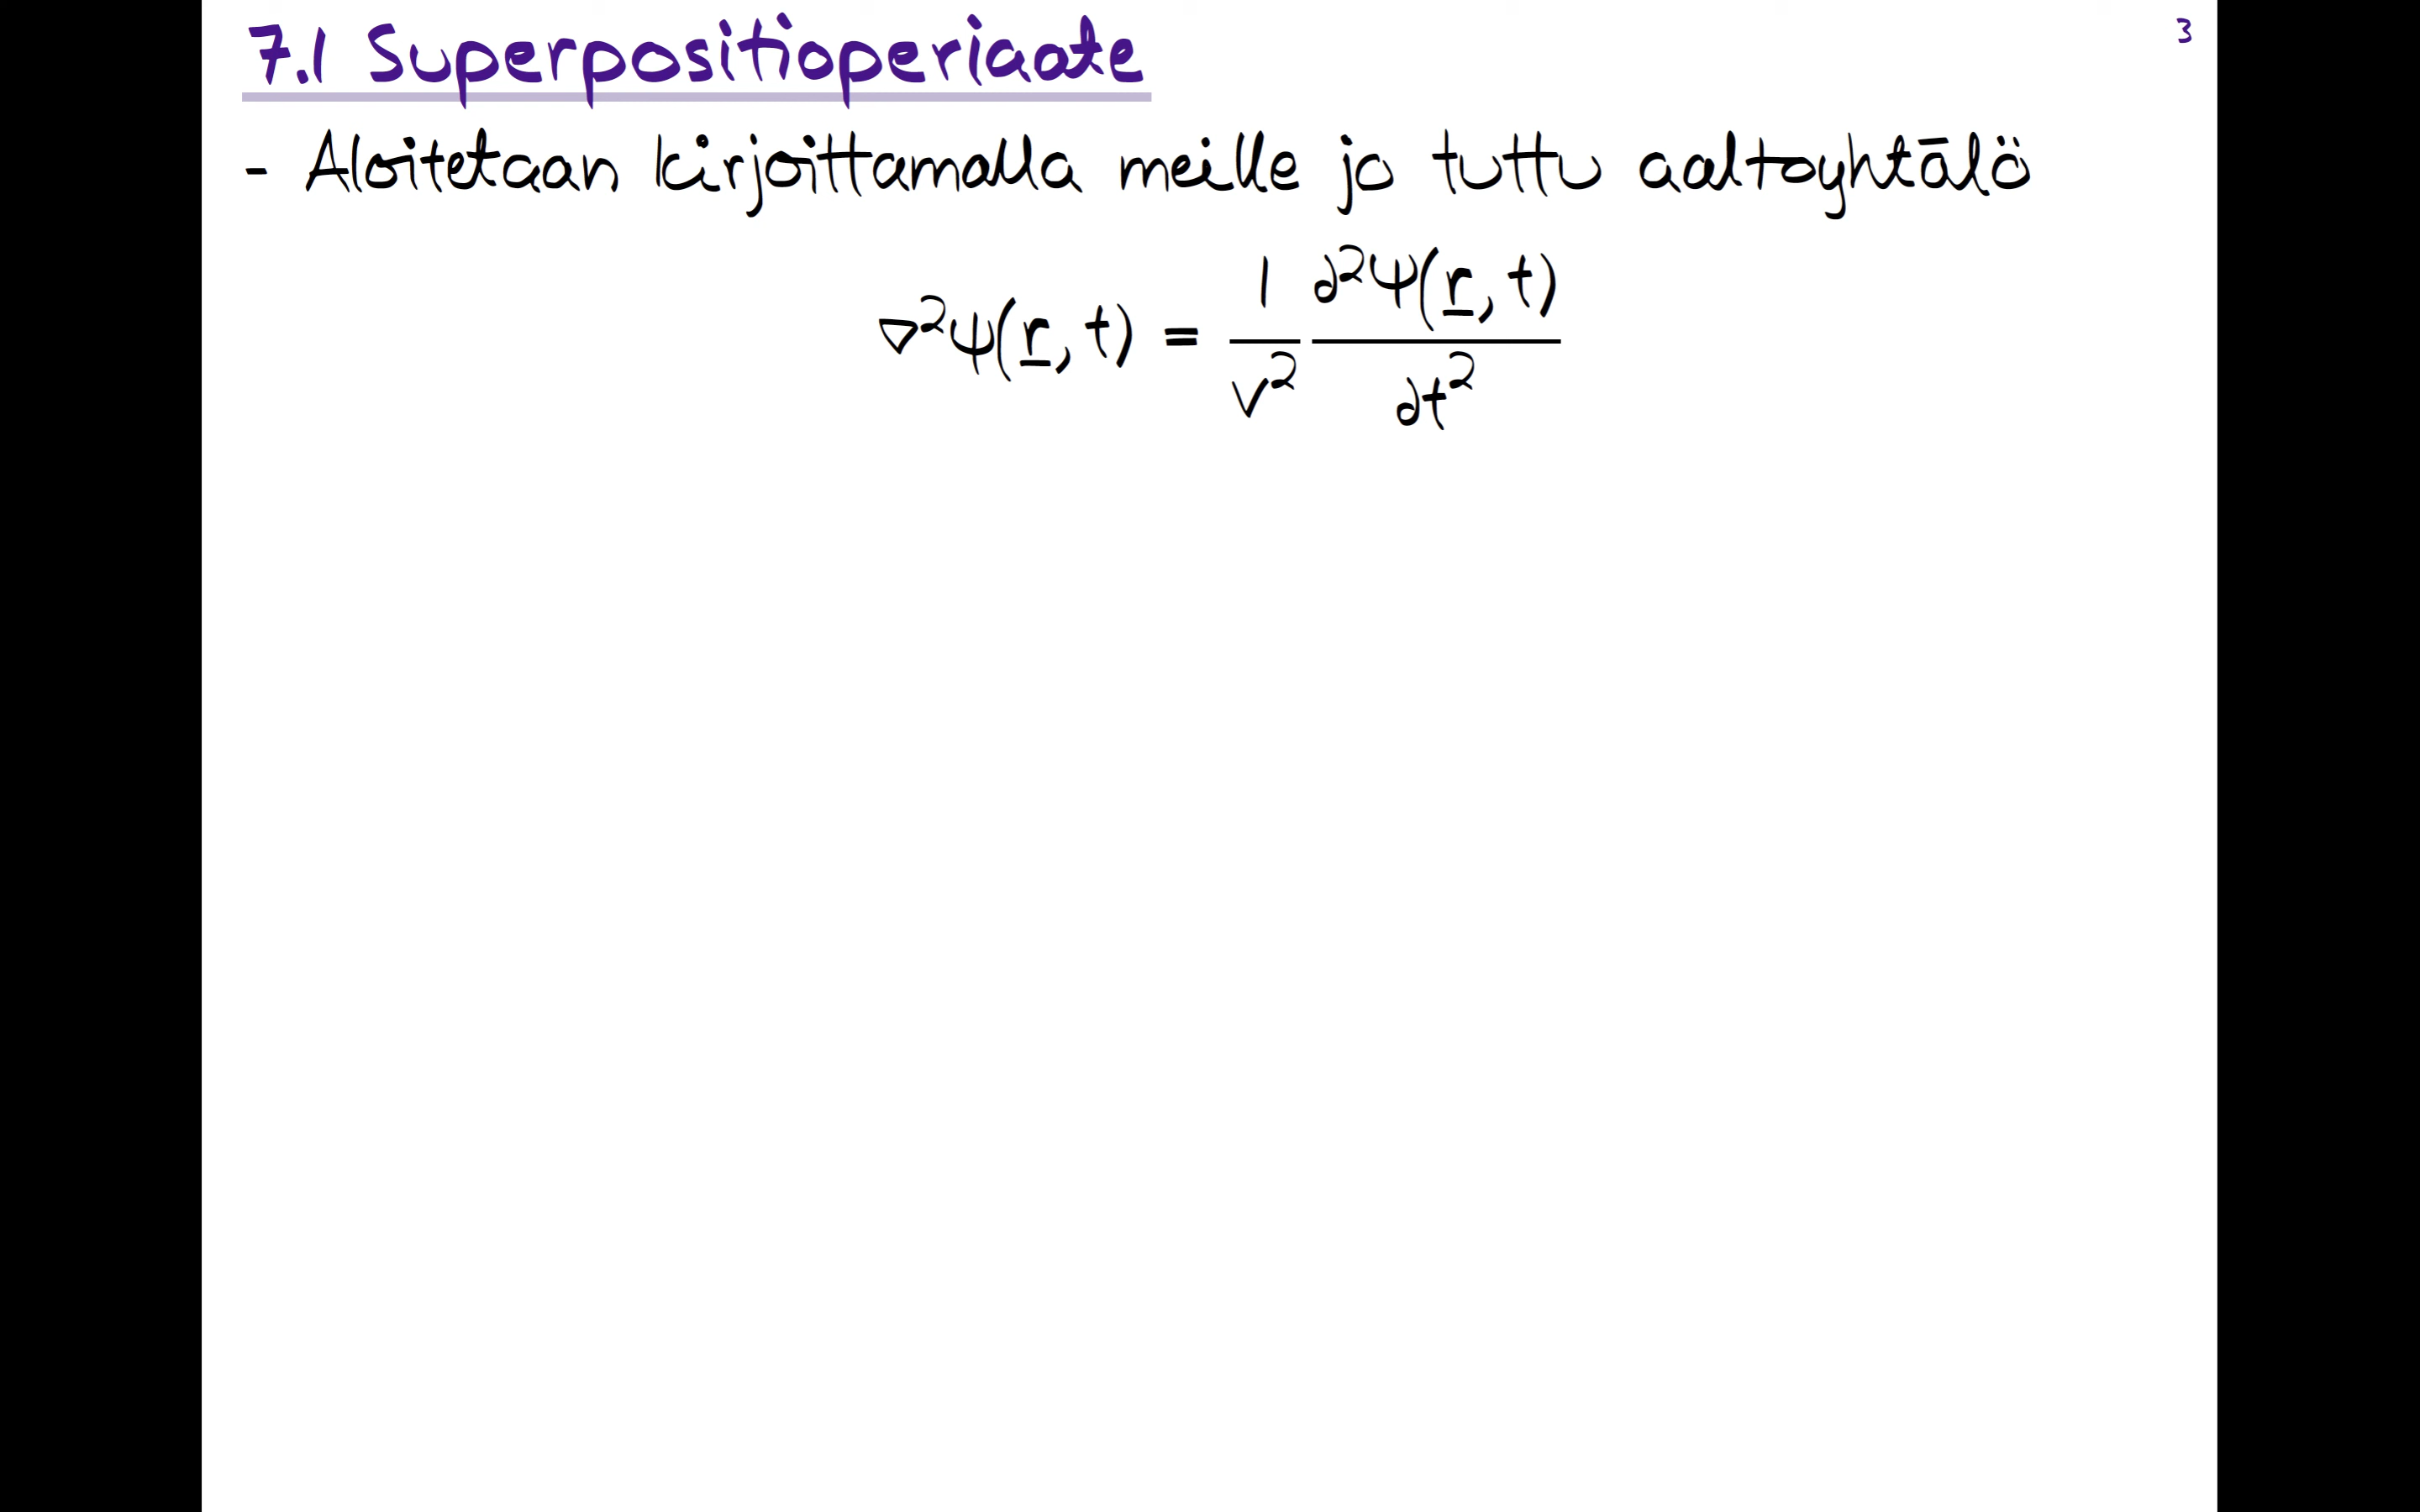 7.1 Superpositioperiaate
3
- Aloitetaan kirjoittamalla meille jo tuttu aaltoyhtälö
∇²ψ(r, t) = 1/v² ∂²ψ(r, t)/∂t²